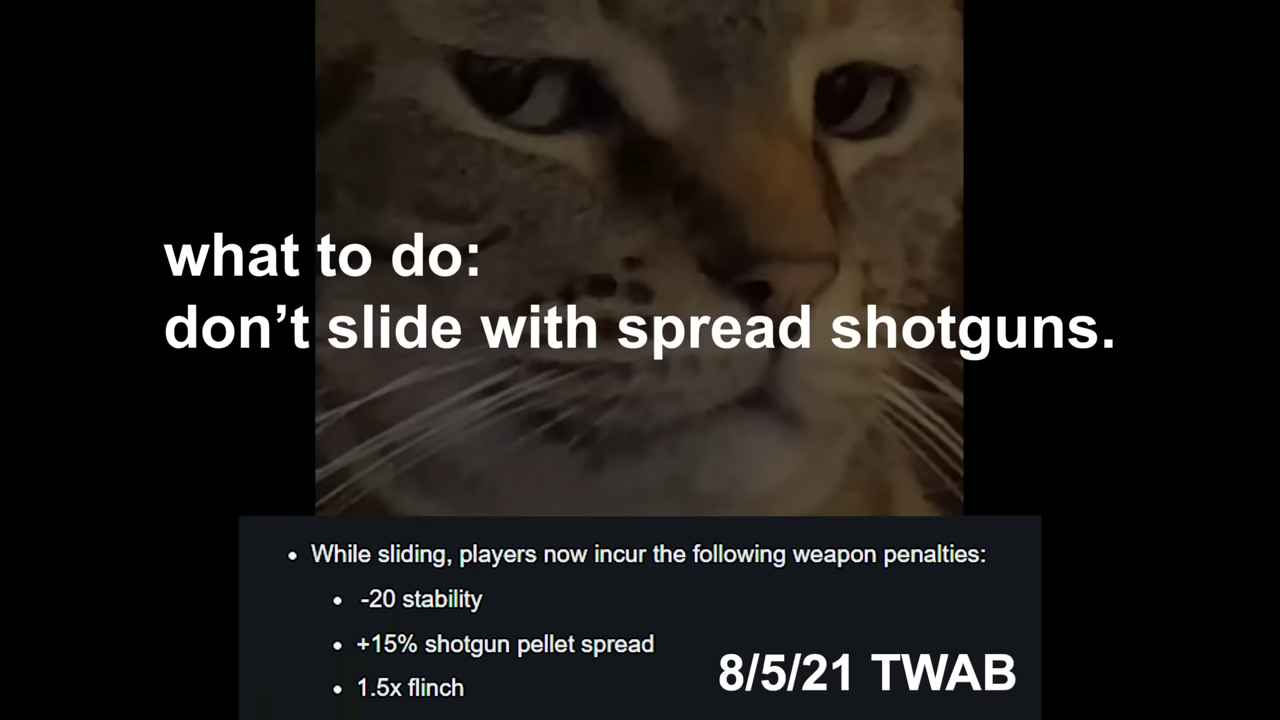 what to do:
don’t slide with spread shotguns.
• While sliding, players now incur the following weapon penalties:
• -20 stability
• +15% shotgun pellet spread
• 1.5x flinch
8/5/21 TWAB